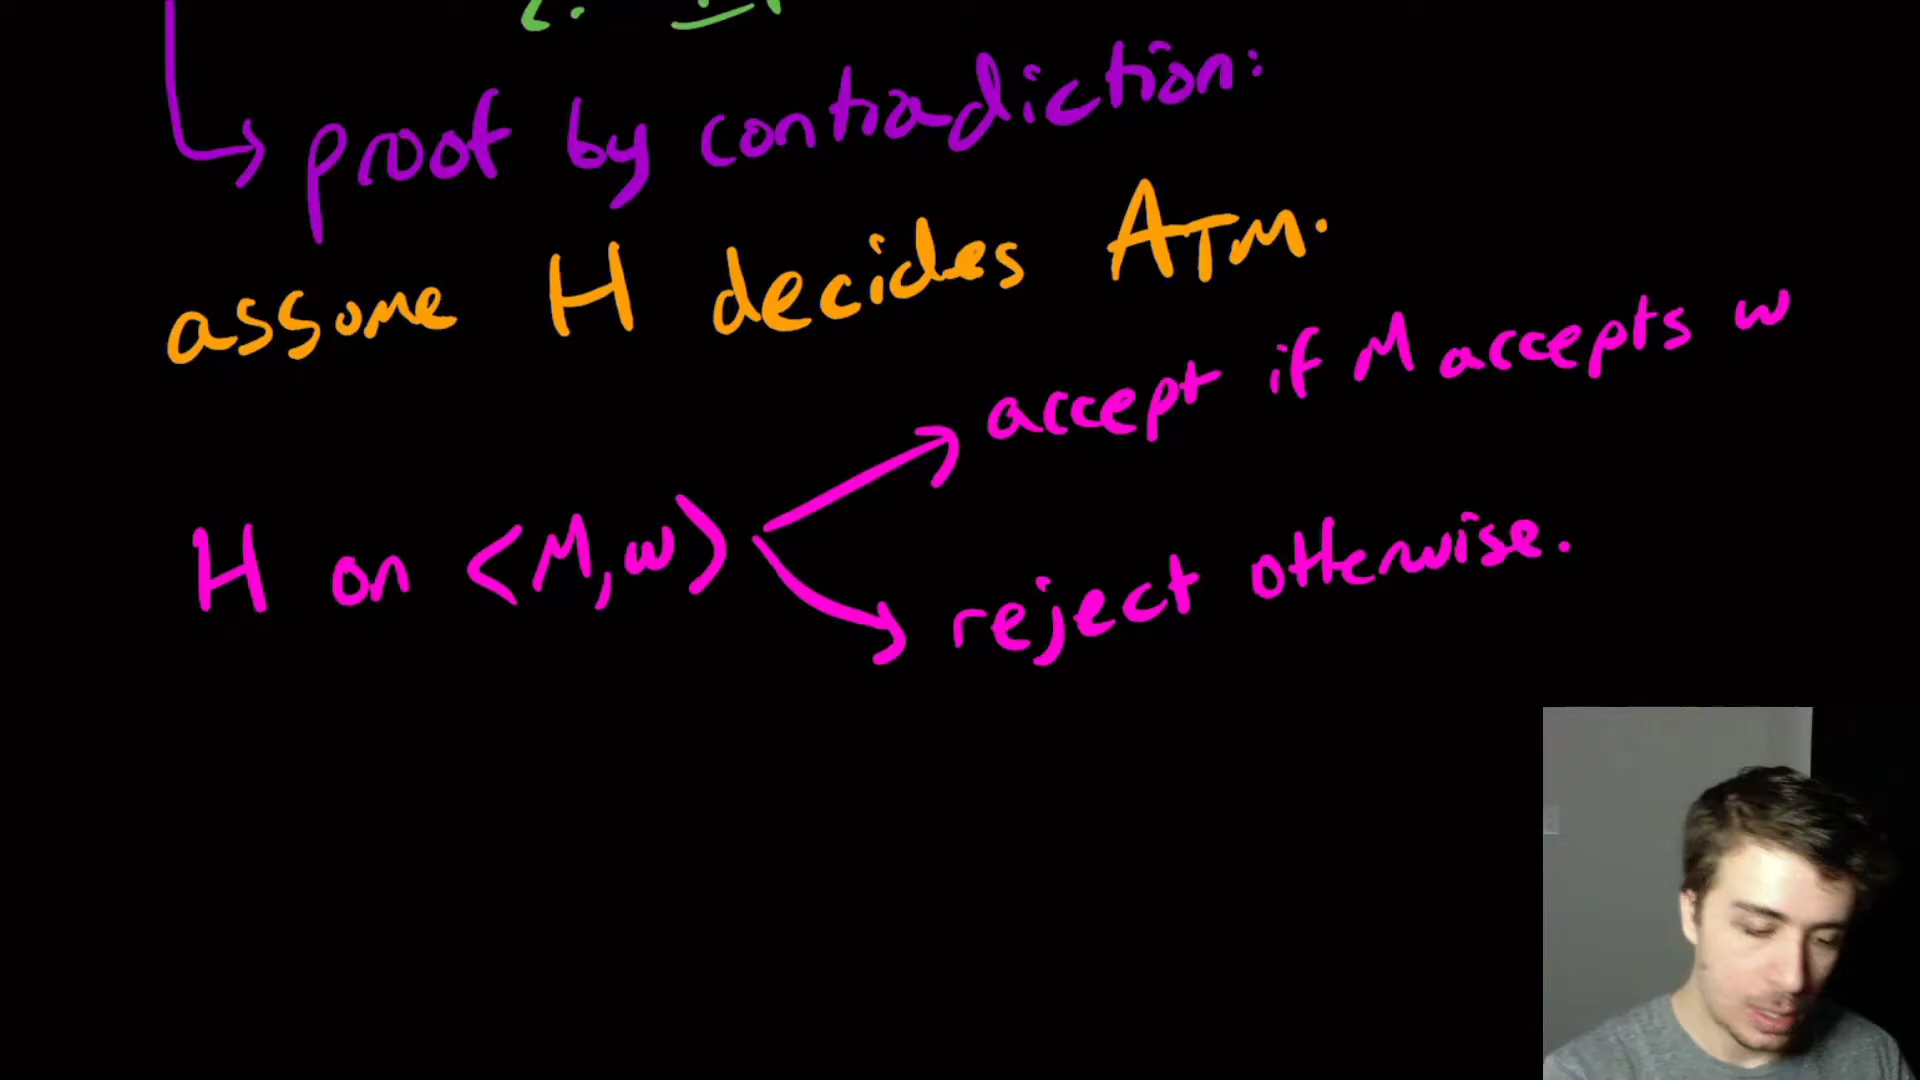 proof by contradiction:
assume H decides ATM.
accept if M accepts w
H on <M,w>
reject otherwise.